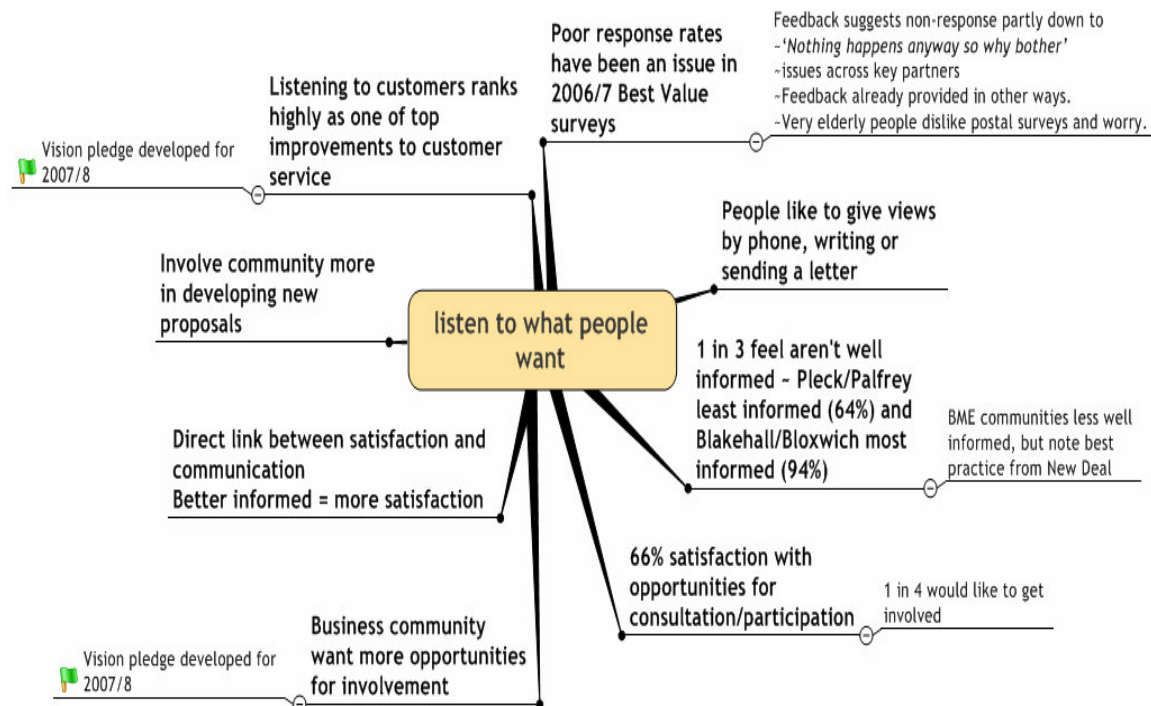 listen to what people
want
Poor response rates
have been an issue in
2006/7 Best Value
surveys
Feedback suggests non-response partly down to
~'Nothing happens anyway so why bother'
~issues across key partners
~Feedback already provided in other ways.
~Very elderly people dislike postal surveys and worry.
People like to give views
by phone, writing or
sending a letter
1 in 3 feel aren't well
informed ~ Pleck/Palfrey
least informed (64%) and
Blakehall/Bloxwich most
informed (94%)
BME communities less well
informed, but note best
practice from New Deal
66% satisfaction with
opportunities for
consultation/participation
1 in 4 would like to get
involved
Business community
want more opportunities
for involvement
Vision pledge developed for
2007/8
Direct link between satisfaction and
communication
Better informed = more satisfaction
Involve community more
in developing new
proposals
Listening to customers ranks
highly as one of top
improvements to customer
service
Vision pledge developed for
2007/8